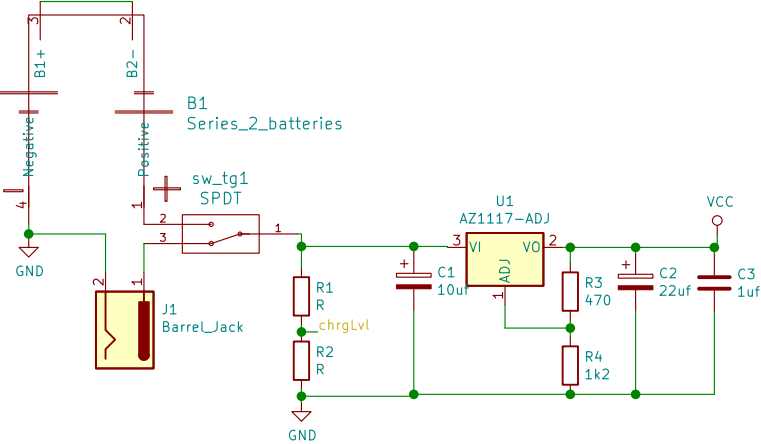 3
2
B1+
B2-
B1
Series_2_batteries
Negative
Positive
4
1
sw_tg1
SPDT
2
3
1
GND
2
1
J1
Barrel_Jack
R1
R
chrgLvl
R2
R
GND
+
C1
10uf
U1
AZ1117-ADJ
3
VI
VO
2
ADJ
1
R3
470
R4
1k2
+
C2
22uf
VCC
C3
1uf